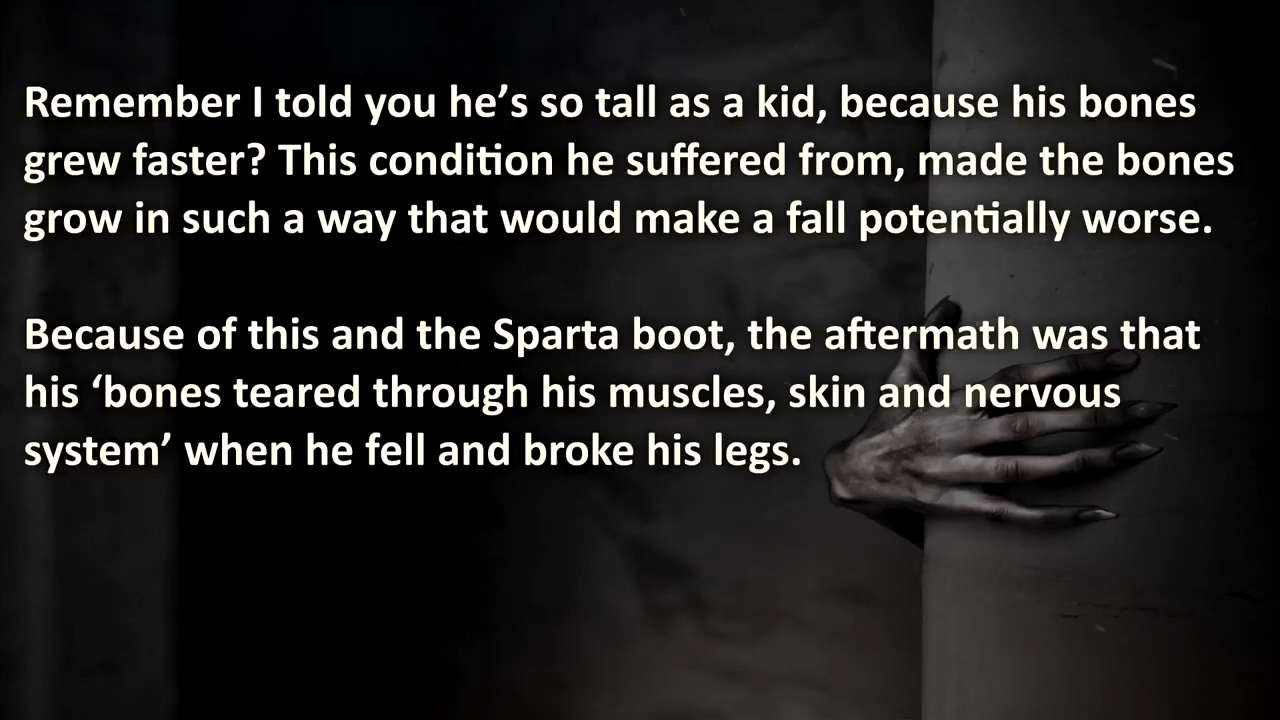 Remember I told you he’s so tall as a kid, because his bones
grew faster? This condition he suffered from, made the bones
grow in such a way that would make a fall potentially worse.
Because of this and the Sparta boot, the aftermath was that
his ‘bones teared through his muscles, skin and nervous
system’ when he fell and broke his legs.